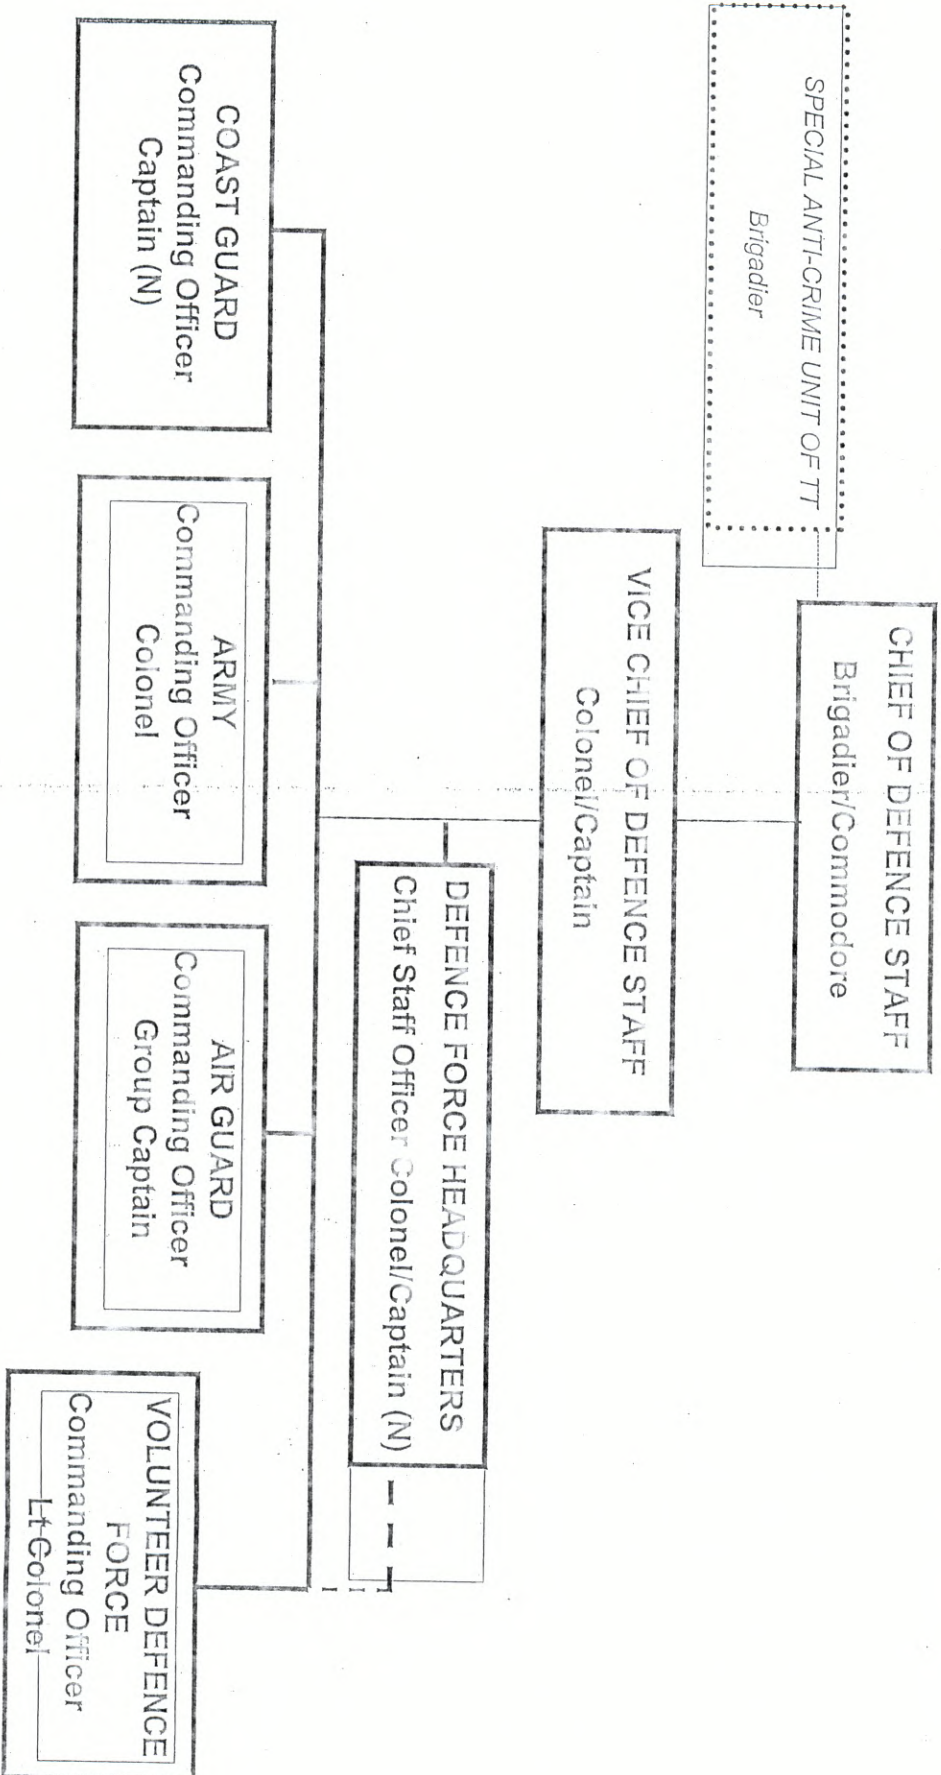 CHIEF OF DEFENCE STAFF
Brigadier/Commodore
SPECIAL ANTI-CRIME UNIT OF TT
Brigadier
VICE CHIEF OF DEFENCE STAFF
Colonel/Captain
DEFENCE FORCE HEADQUARTERS
Chief Staff Officer Colonel/Captain (N)
COAST GUARD
Commanding Officer
Captain (N)
ARMY
Commanding Officer
Colonel
AIR GUARD
Commanding Officer
Group Captain
VOLUNTEER DEFENCE
FORCE
Commanding Officer
Lt Colonel